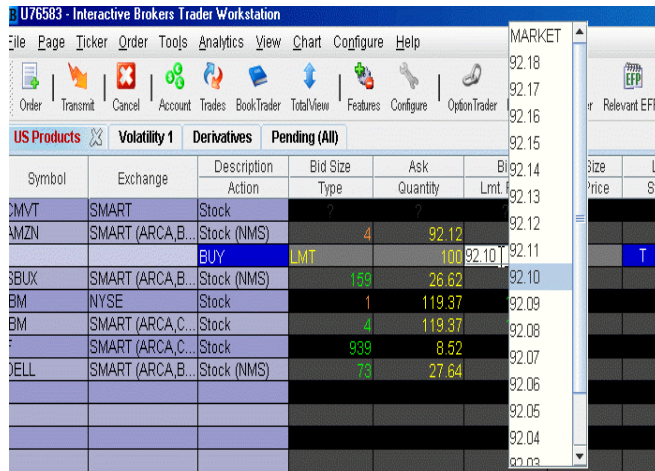 U76583 - Interactive Brokers Trader Workstation
File Page Ticker Order Tools Analytics View Chart Configure Help
Order Transmit Cancel Account Trades BookTrader TotalView Features Configure OptionTrader Relevant EFP
US Products Volatility 1 Derivatives Pending (All)
Symbol Exchange Description Bid Size Ask
Action Type Quantity Lmt.
CMVT SMART Stock ? ?
AMZN SMART (ARCA,B... Stock (NMS) 4 92.12
BUY LMT 100 92.10 T
SBUX SMART (ARCA,B... Stock (NMS) 159 26.62
IBM NYSE Stock 1 119.37
IBM SMART (ARCA,C... Stock 4 119.37
F SMART (ARCA,C... Stock 939 8.52
DELL SMART (ARCA,B... Stock (NMS) 73 27.64
MARKET
92.18
92.17
92.16
92.15
92.14
92.13
92.12
92.11
92.10
92.09
92.08
92.07
92.06
92.05
92.04
92.03